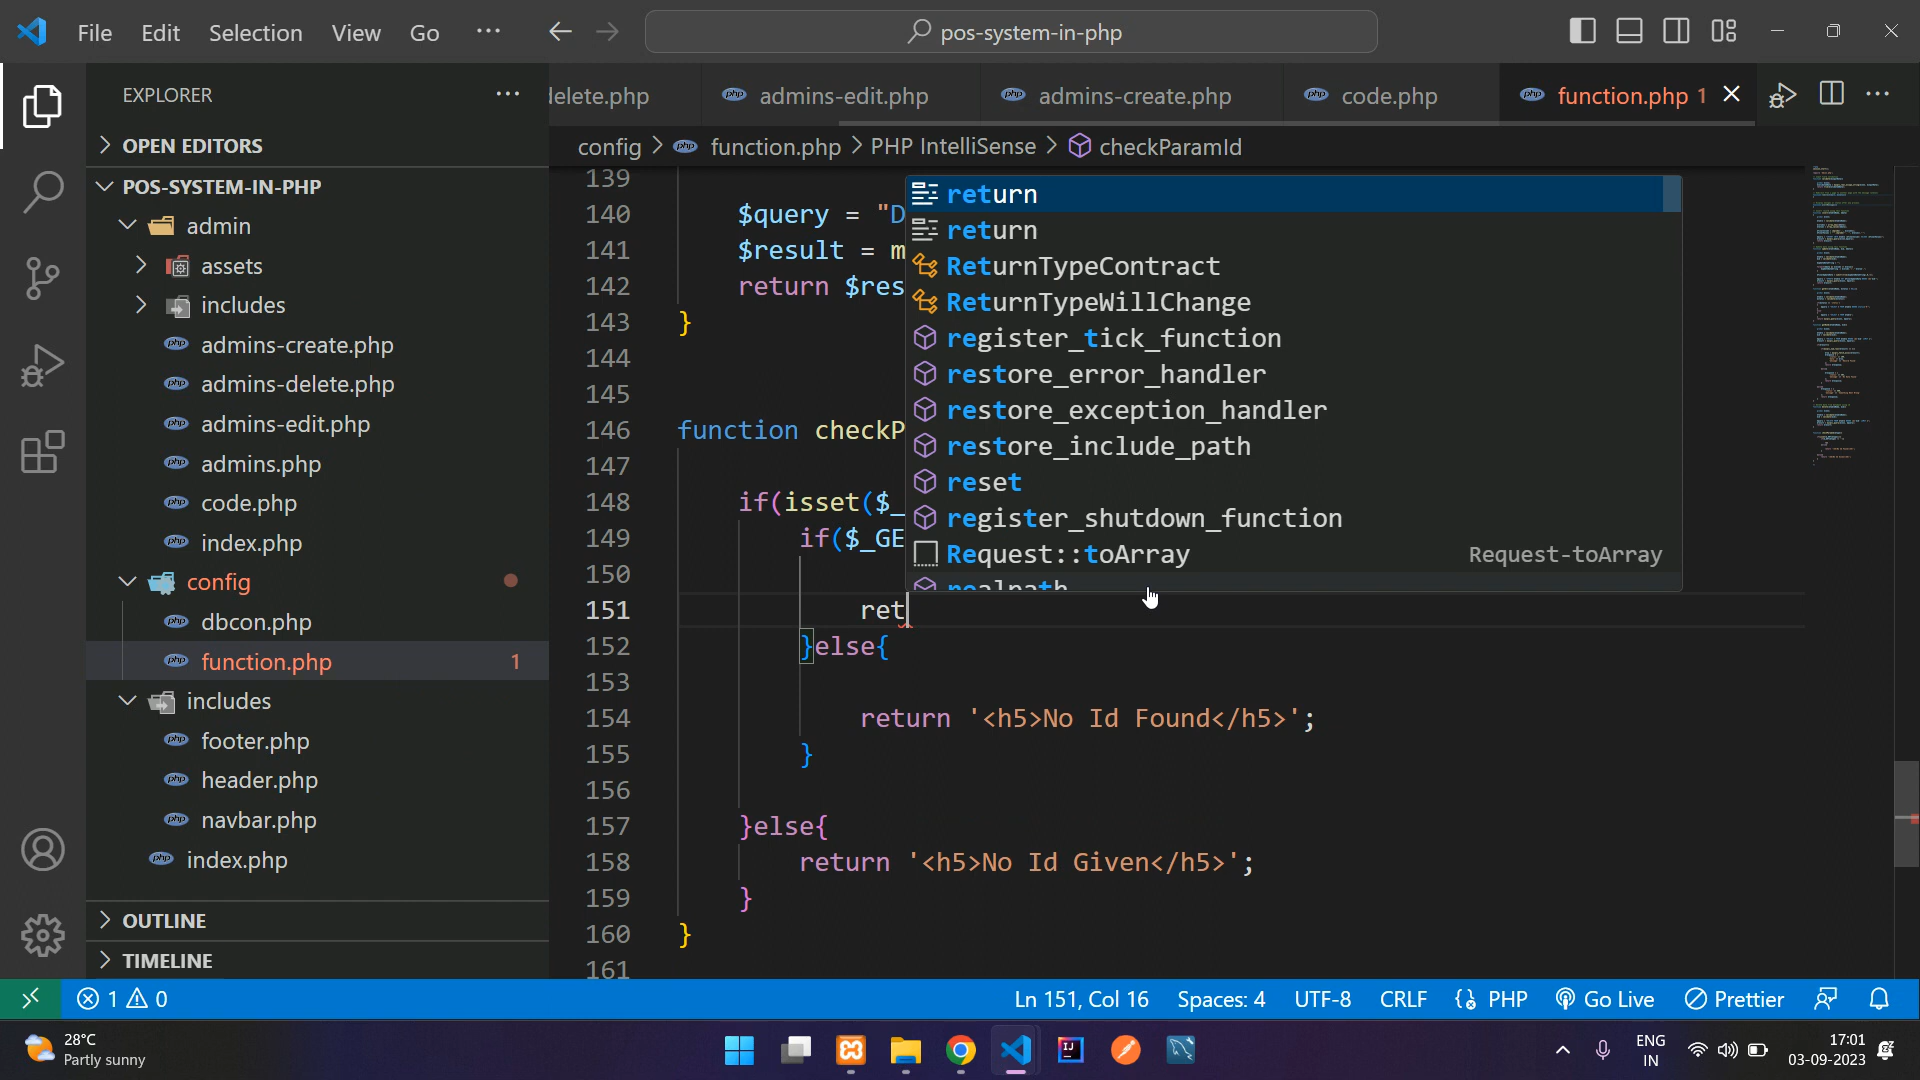 File Edit Selection View Go ··· pos-system-in-php
EXPLORER ···
OPEN EDITORS
POS-SYSTEM-IN-PHP
admin
assets
includes
admins-create.php
admins-delete.php
admins-edit.php
admins.php
code.php
index.php
config
dbcon.php
function.php 1
includes
footer.php
header.php
navbar.php
index.php
OUTLINE
TIMELINE
delete.php admins-edit.php admins-create.php code.php function.php 1
config > function.php > PHP IntelliSense > checkParamId
139
140 $query = "D
141 $result = m
142 return $res
143 }
144
145
146 function checkP
147
148 if(isset($_
149 if($_GE
150
151 ret
152 }else{
153
154 return '<h5>No Id Found</h5>';
155 }
156
157 }else{
158 return '<h5>No Id Given</h5>';
159 }
160 }
161
return
return
ReturnTypeContract
ReturnTypeWillChange
register_tick_function
restore_error_handler
restore_exception_handler
restore_include_path
reset
register_shutdown_function
Request::toArray Request-toArray
realpath
1 0 Ln 151, Col 16 Spaces: 4 UTF-8 CRLF PHP Go Live Prettier
28°C
Partly sunny
ENG
IN
17:01
03-09-2023